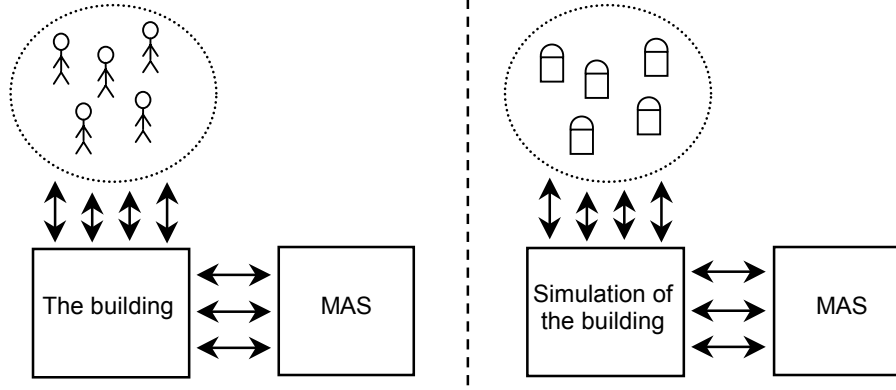 The building
MAS
Simulation of
the building
MAS